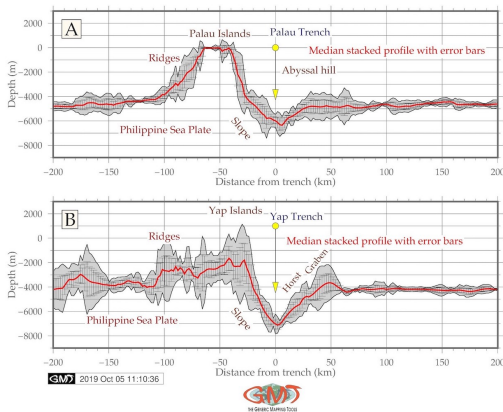 Palau Islands
Palau Trench
A
Ridges
Median stacked profile with error bars
Abyssal hill
Philippine Sea Plate
Slope
Depth (m)
2000
0
−2000
−4000
−6000
−8000
−200 −150 −100 −50 0 50 100 150 200
Distance from trench (km)
Yap Islands
Yap Trench
B
Ridges
Median stacked profile with error bars
Horst Graben
Philippine Sea Plate
Slope
Depth (m)
2000
0
−2000
−4000
−6000
−8000
−200 −150 −100 −50 0 50 100 150 200
Distance from trench (km)
GMT 2019 Oct 05 11:10:36
GMT
THE GENERIC MAPPING TOOLS